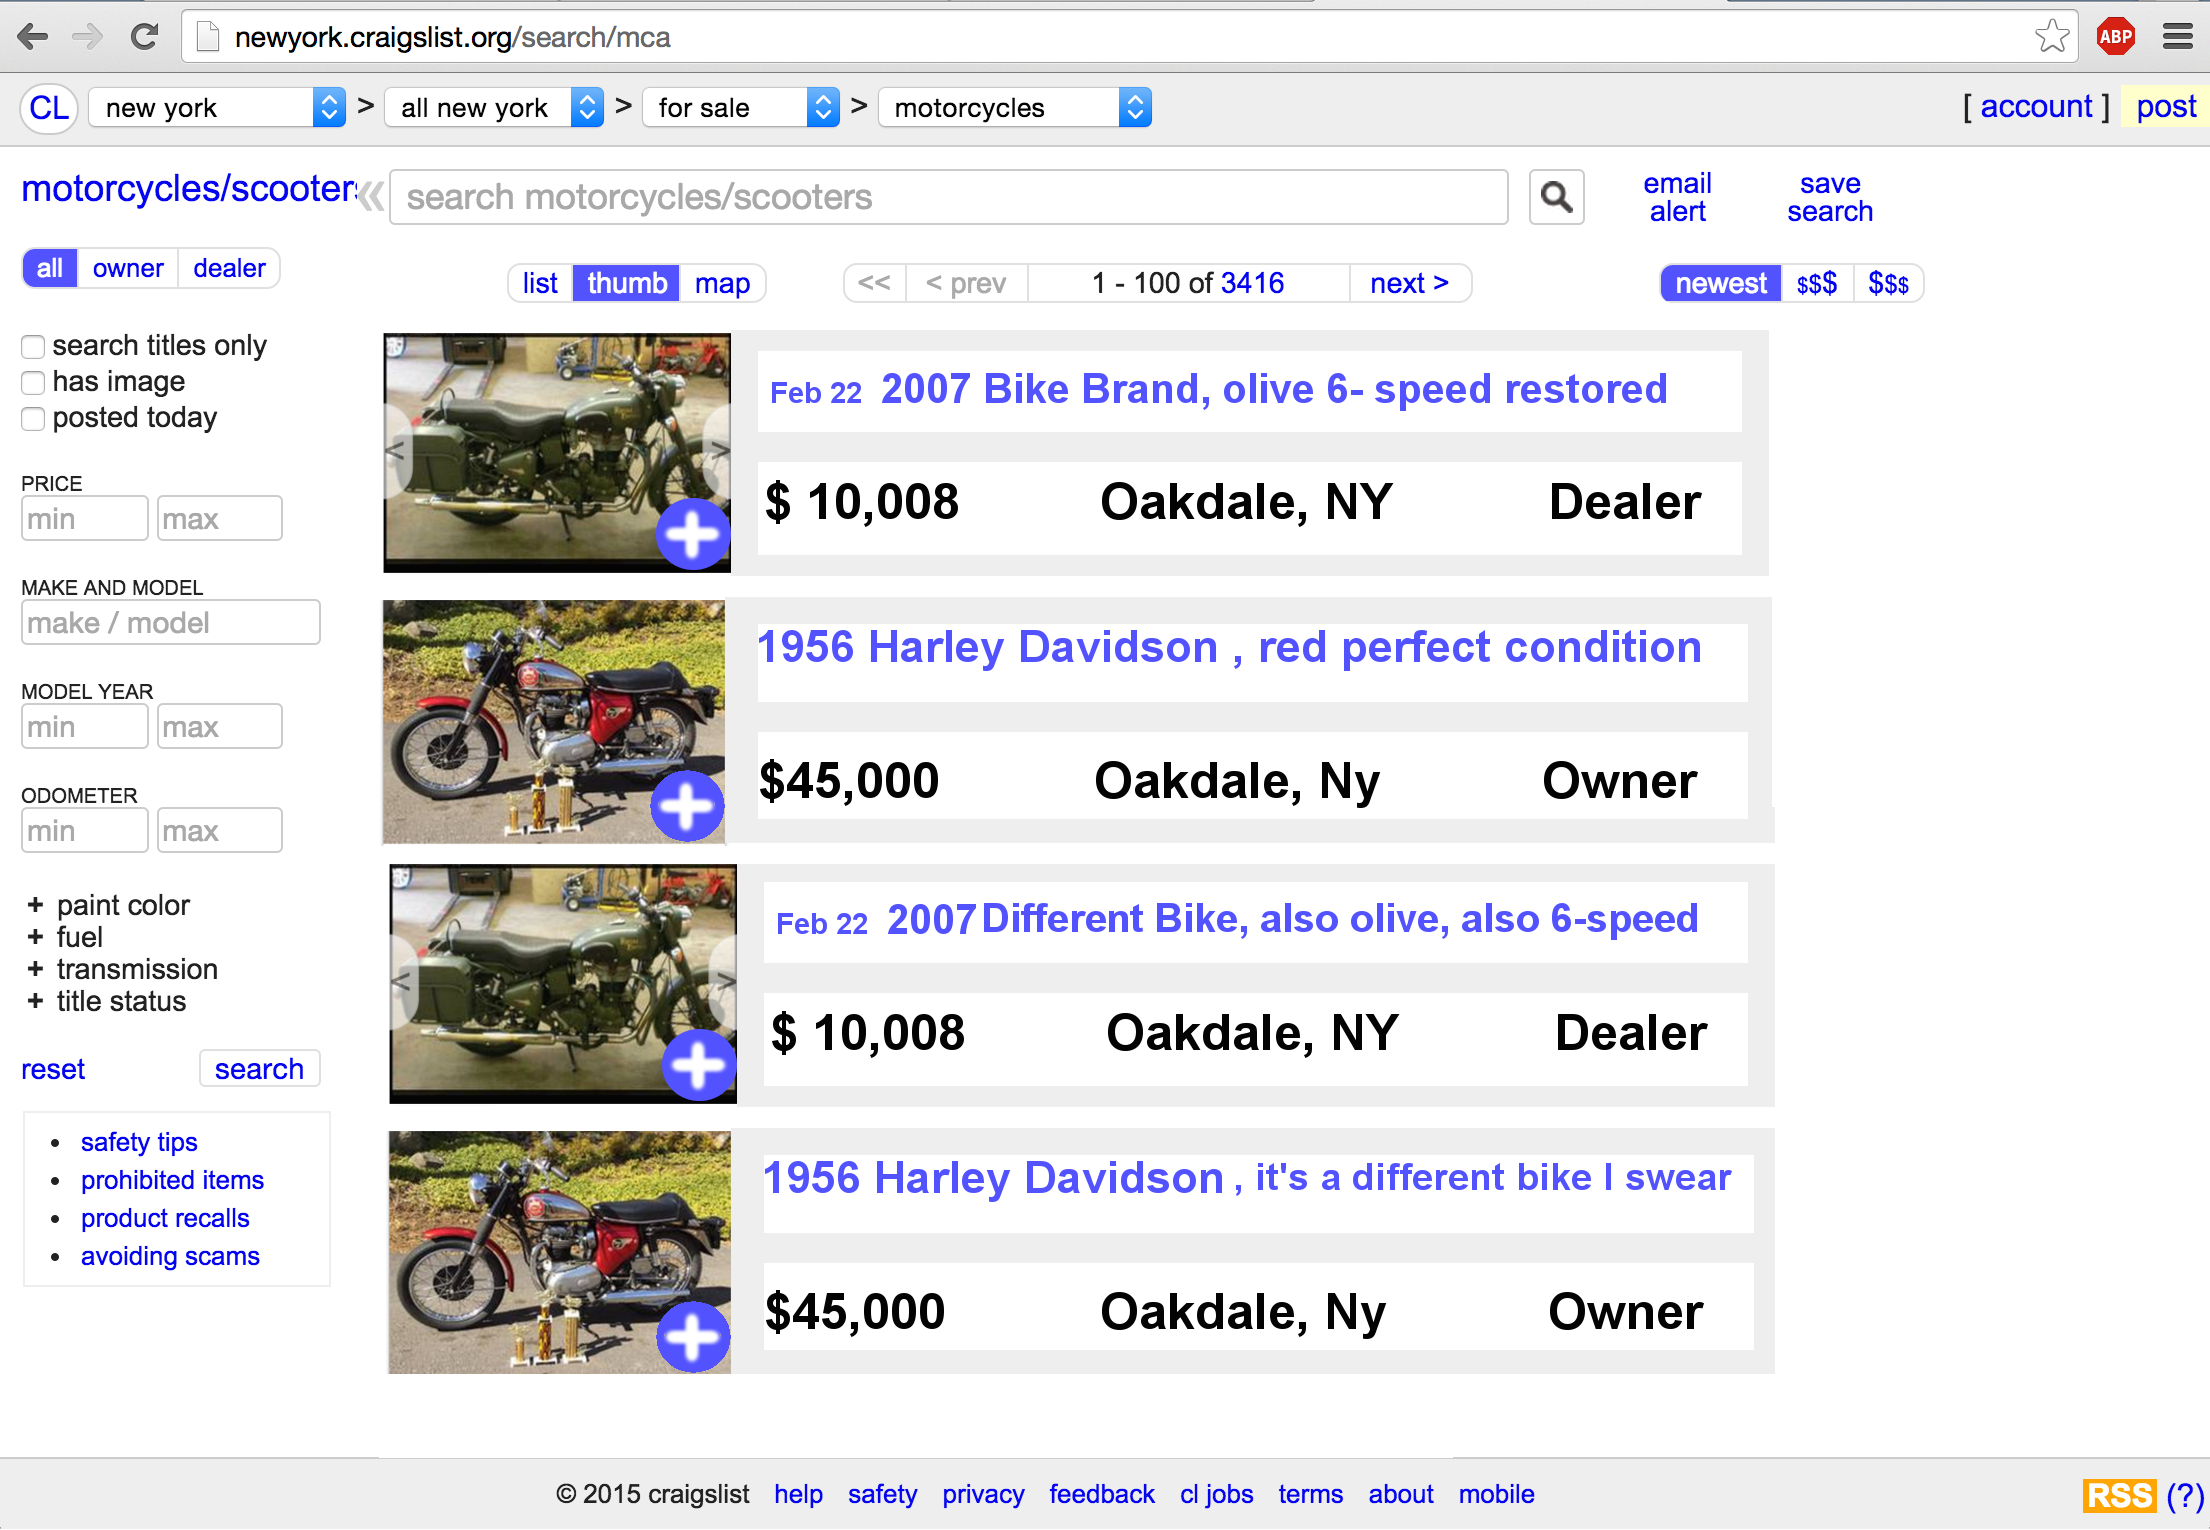 newyork.craigslist.org/search/mca
ABP
CL new york > all new york > for sale > motorcycles [ account ] post
motorcycles/scooters « search motorcycles/scooters email alert save search
all owner dealer
list thumb map << < prev 1 - 100 of 3416 next > newest $$$ $$$
search titles only
has image
posted today
PRICE
min max
MAKE AND MODEL
make / model
MODEL YEAR
min max
ODOMETER
min max
+ paint color
+ fuel
+ transmission
+ title status
reset search
• safety tips
• prohibited items
• product recalls
• avoiding scams
Feb 22 2007 Bike Brand, olive 6- speed restored
< >
$ 10,008 Oakdale, NY Dealer
1956 Harley Davidson , red perfect condition
$45,000 Oakdale, Ny Owner
Feb 22 2007 Different Bike, also olive, also 6-speed
< >
$ 10,008 Oakdale, NY Dealer
1956 Harley Davidson , it's a different bike I swear
$45,000 Oakdale, Ny Owner
© 2015 craigslist help safety privacy feedback cl jobs terms about mobile RSS (?)